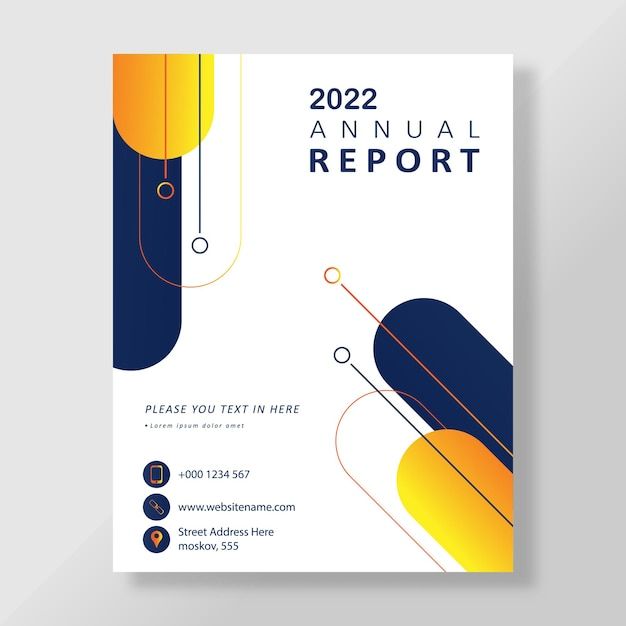 2022
ANNUAL
REPORT
PLEASE YOU TEXT IN HERE
• Lorem ipsum dolor amet
+000 1234 567
www.websitename.com
Street Address Here
moskov, 555